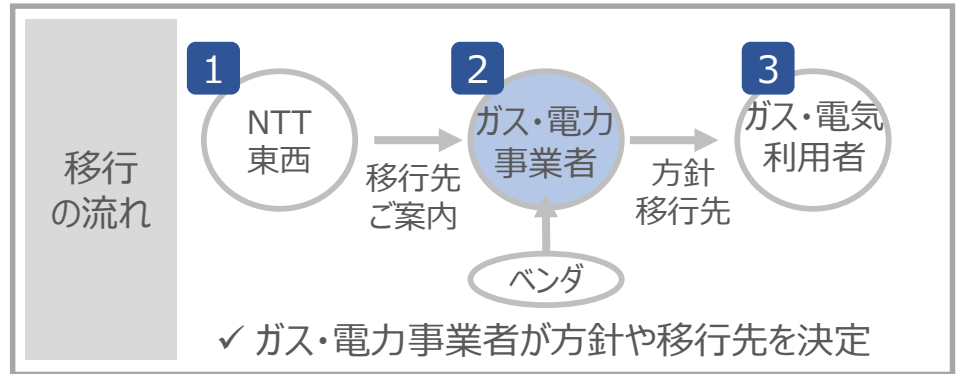 移行
の流れ
1
NTT
東西
移行先
ご案内
2
ガス・電力
事業者
方針
移行先
3
ガス・電気
利用者
ベンダ
✓ ガス・電力事業者が方針や移行先を決定